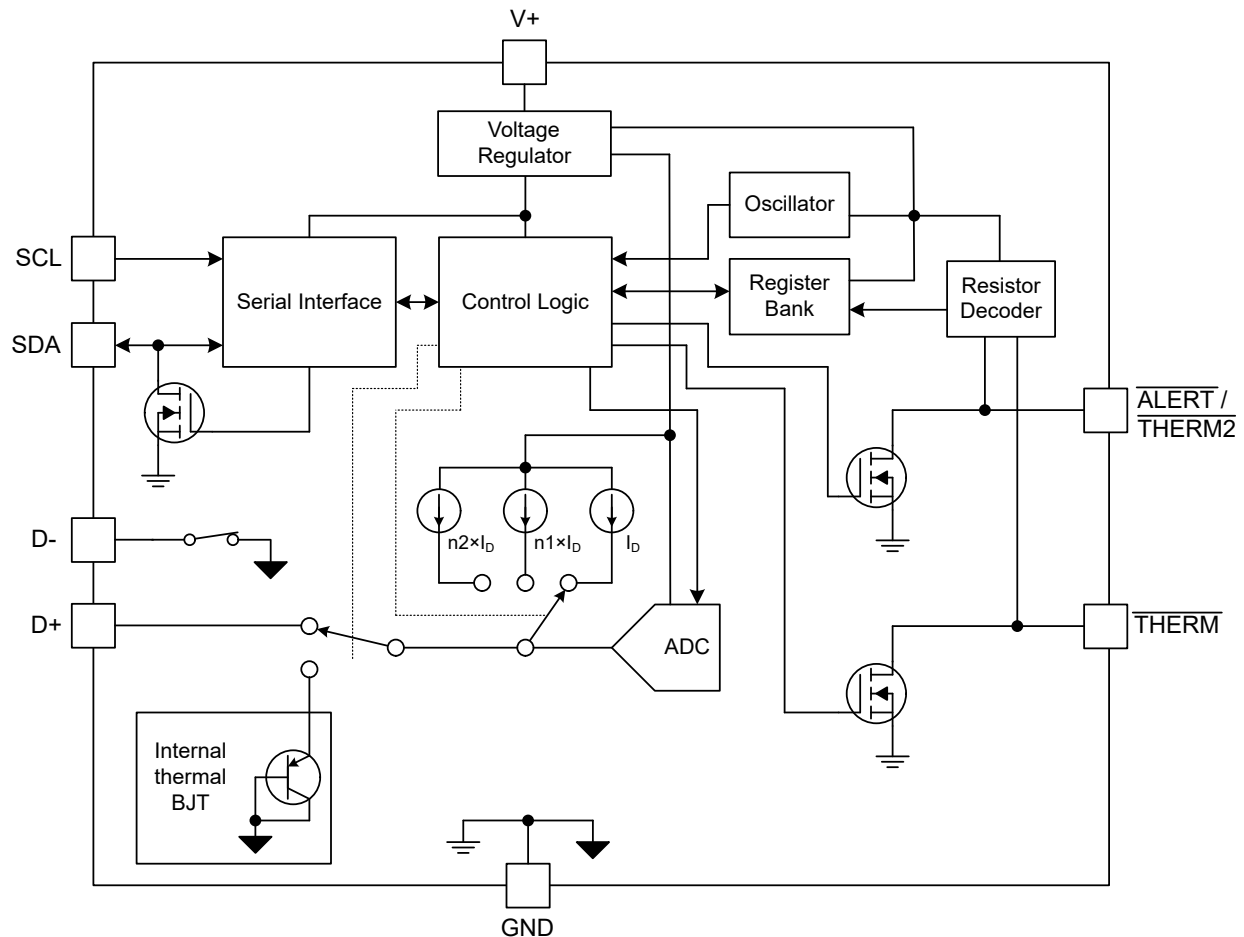 V+
Voltage
Regulator
Oscillator
SCL
Serial Interface
Control Logic
Register
Bank
Resistor
Decoder
SDA
ALERT /
THERM2
D-
n2×ID
n1×ID
ID
D+
ADC
THERM
Internal
thermal
BJT
GND